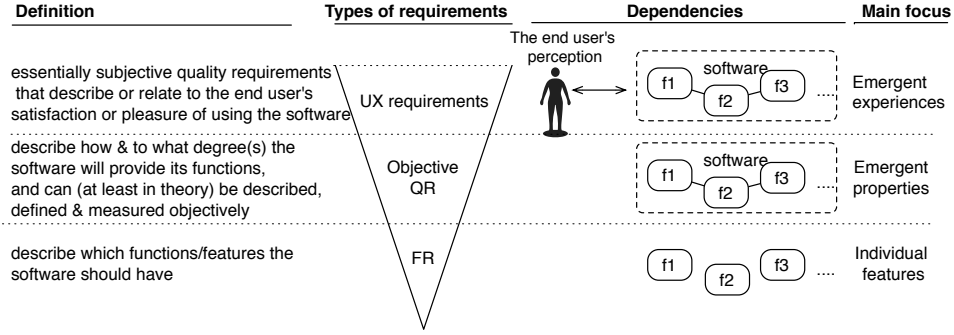 Definition
Types of requirements
Dependencies
Main focus
essentially subjective quality requirements
that describe or relate to the end user's
satisfaction or pleasure of using the software
UX requirements
The end user's
perception
software
f1
f2
f3
....
Emergent
experiences
describe how & to what degree(s) the
software will provide its functions,
and can (at least in theory) be described,
defined & measured objectively
Objective
QR
software
f1
f2
f3
....
Emergent
properties
describe which functions/features the
software should have
FR
f1
f2
f3
....
Individual
features